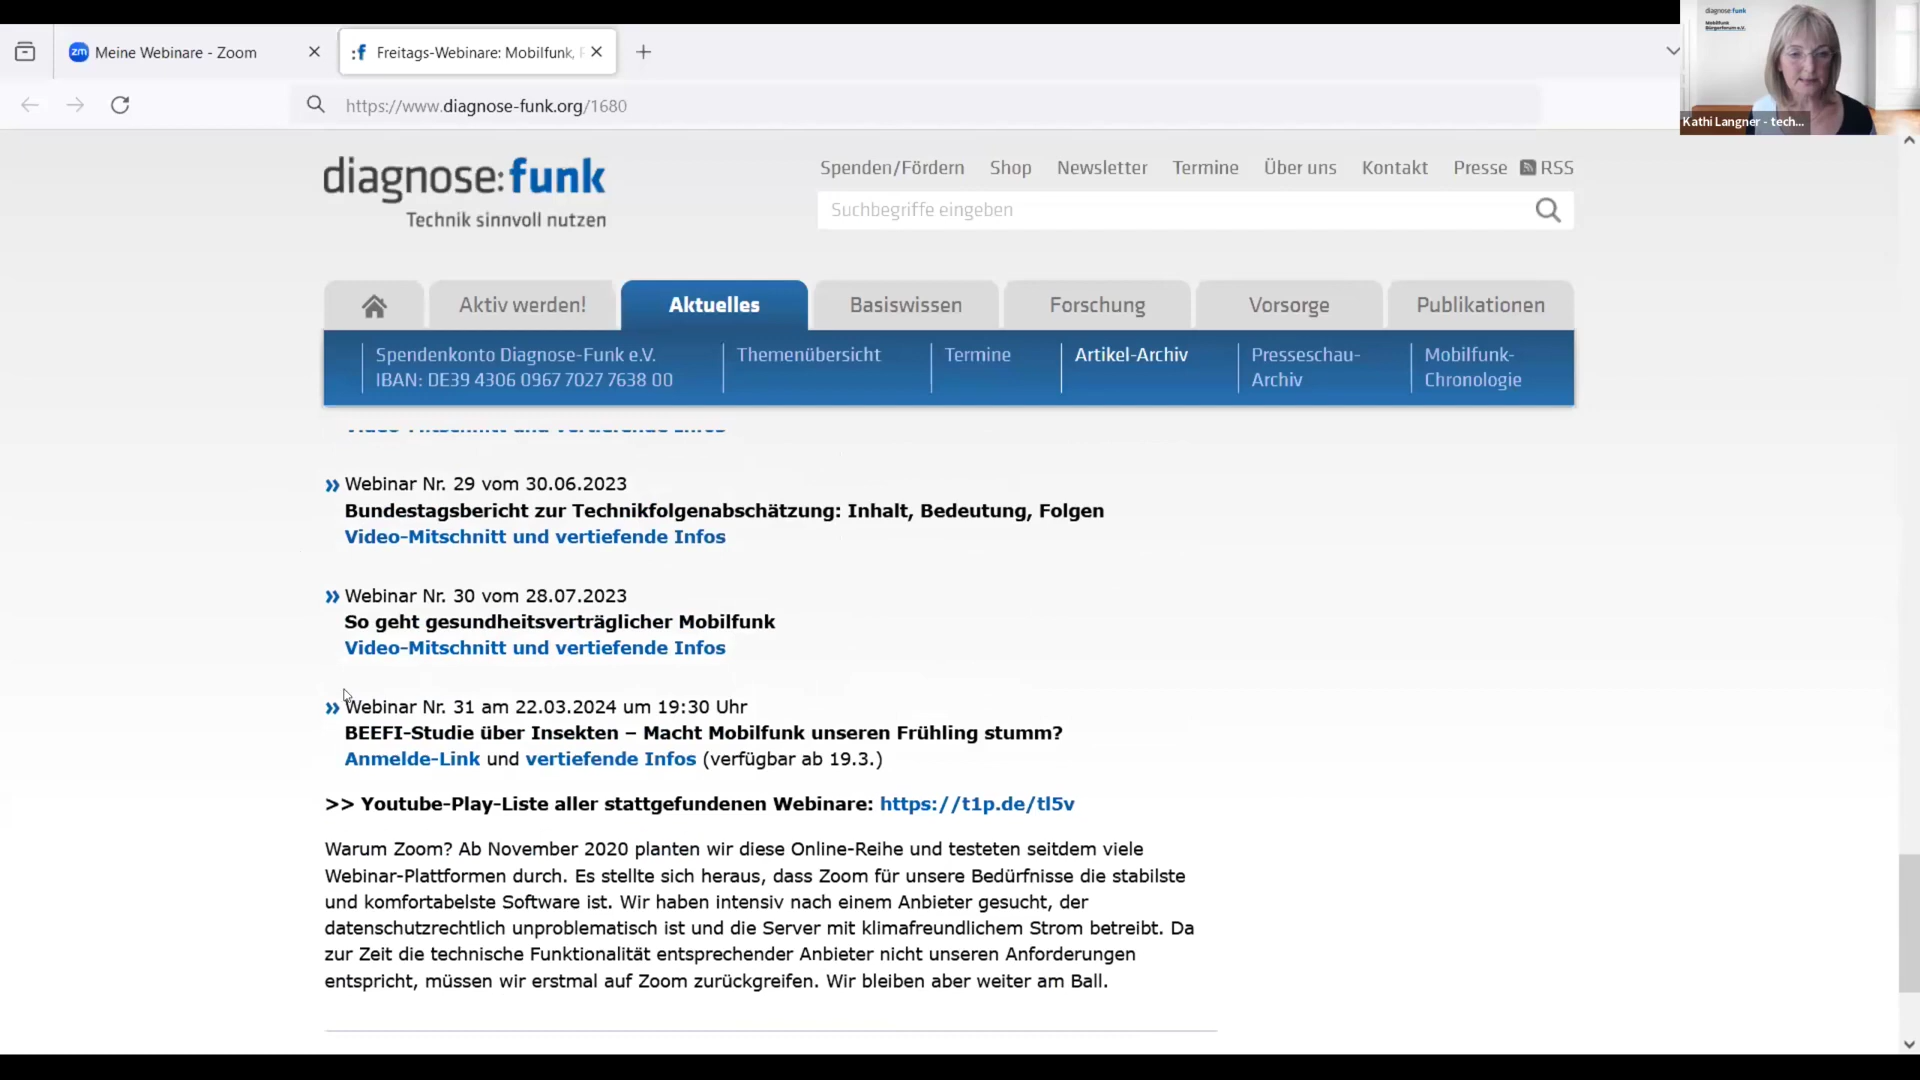 Meine Webinare - Zoom
Freitags-Webinare: Mobilfunk,
https://www.diagnose-funk.org/1680
diagnose:funk
Mobilfunk
Bürgerforum e.V.
Kathi Langner - tech...
diagnose:funk
Technik sinnvoll nutzen
Spenden/Fördern Shop Newsletter Termine Über uns Kontakt Presse RSS
Suchbegriffe eingeben
Aktiv werden! Aktuelles Basiswissen Forschung Vorsorge Publikationen
Spendenkonto Diagnose-Funk e.V.
IBAN: DE39 4306 0967 7027 7638 00
Themenübersicht
Termine
Artikel-Archiv
Presseschau-
Archiv
Mobilfunk-
Chronologie
Video-Mitschnitt und vertiefende Infos
» Webinar Nr. 29 vom 30.06.2023
Bundestagsbericht zur Technikfolgenabschätzung: Inhalt, Bedeutung, Folgen
Video-Mitschnitt und vertiefende Infos
» Webinar Nr. 30 vom 28.07.2023
So geht gesundheitsverträglicher Mobilfunk
Video-Mitschnitt und vertiefende Infos
» Webinar Nr. 31 am 22.03.2024 um 19:30 Uhr
BEEFI-Studie über Insekten – Macht Mobilfunk unseren Frühling stumm?
Anmelde-Link und vertiefende Infos (verfügbar ab 19.3.)
>> Youtube-Play-Liste aller stattgefundenen Webinare: https://t1p.de/tl5v
Warum Zoom? Ab November 2020 planten wir diese Online-Reihe und testeten seitdem viele
Webinar-Plattformen durch. Es stellte sich heraus, dass Zoom für unsere Bedürfnisse die stabilste
und komfortabelste Software ist. Wir haben intensiv nach einem Anbieter gesucht, der
datenschutzrechtlich unproblematisch ist und die Server mit klimafreundlichem Strom betreibt. Da
zur Zeit die technische Funktionalität entsprechender Anbieter nicht unseren Anforderungen
entspricht, müssen wir erstmal auf Zoom zurückgreifen. Wir bleiben aber weiter am Ball.